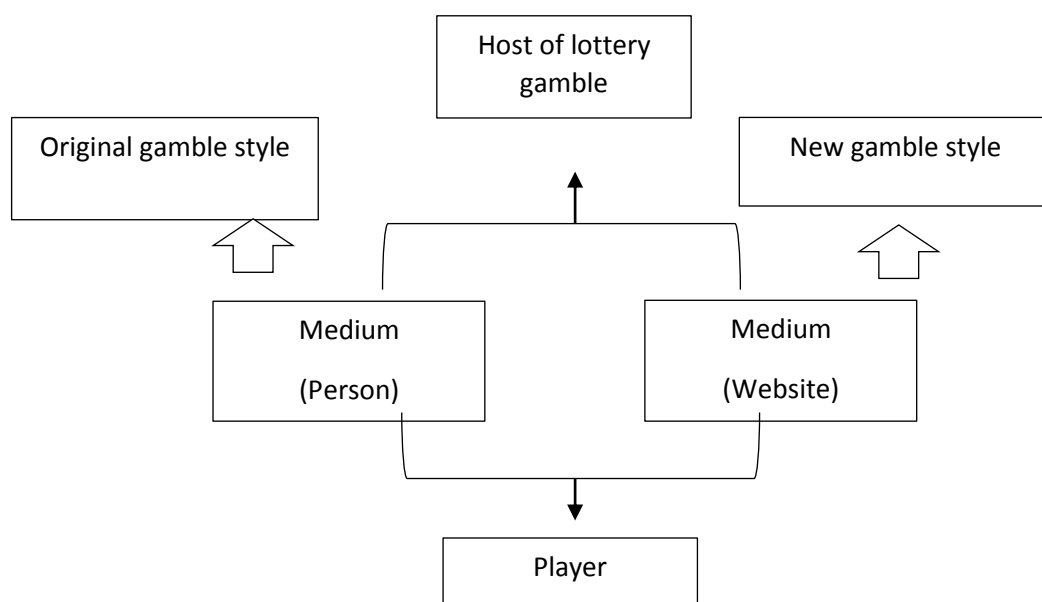 Host of lottery
gamble
Original gamble style
New gamble style
Medium
(Person)
Medium
(Website)
Player